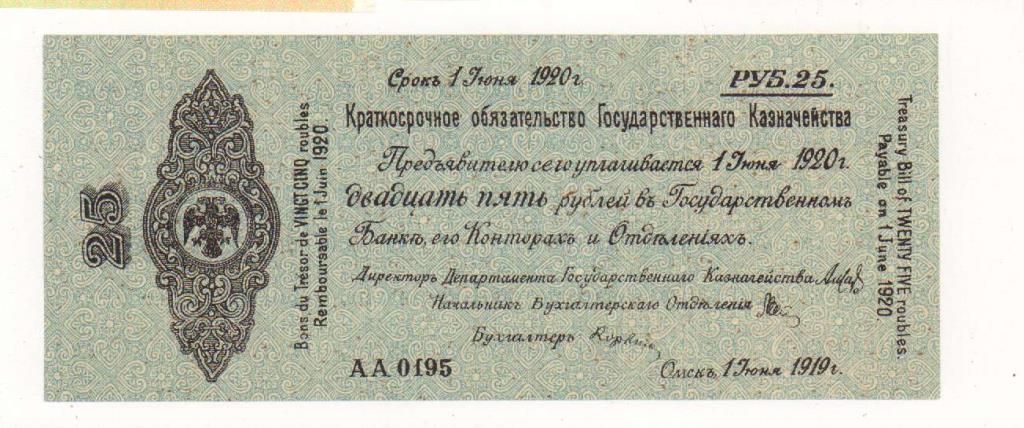 Срокъ 1 Іюня 1920 г.
РУБ. 25.
Краткосрочное обязательство Государственнаго Казначейства
Предъявителю сего уплачивается 1 Іюня 1920 г.
двадцать пять рублей въ Государственномъ
Банкѣ, его Конторахъ и Отдѣленіяхъ.
Директоръ Департамента Государственнаго Казначейства
Начальникъ Бухгалтерскаго Отдѣленія
Бухгалтеръ
АА 0195
Омскъ, 1 Іюня 1919 г.
25
Bons du Trésor de VINGT CINQ roubles
Remboursable le 1 Juin 1920.
Treasury Bill of TWENTY FIVE roubles.
Payable on 1 June 1920.